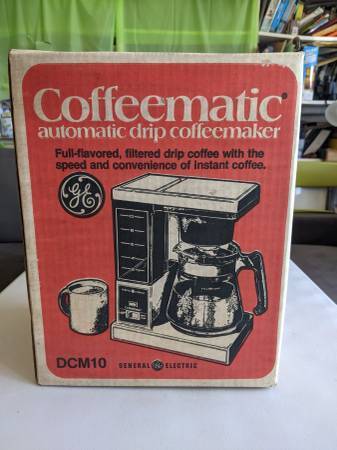 Coffeematic®
automatic drip coffeemaker
Full-flavored, filtered drip coffee with the
speed and convenience of instant coffee.
GE
DCM10 GENERAL GE ELECTRIC